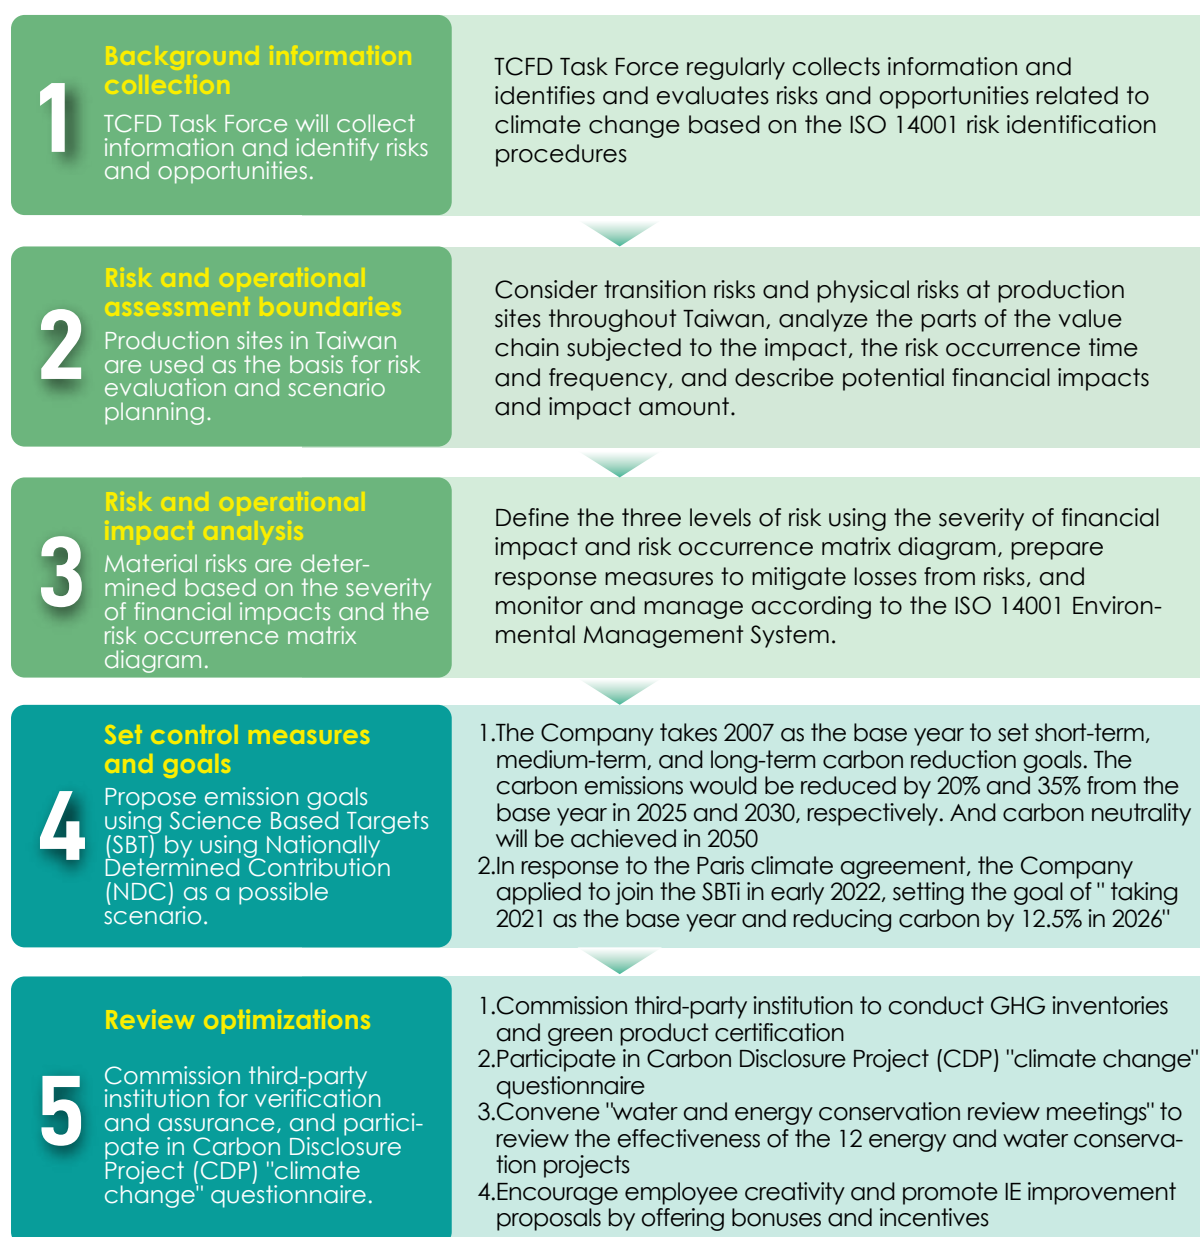 1
Background information
collection
TCFD Task Force will collect
information and identify risks
and opportunities.
TCFD Task Force regularly collects information and
identifies and evaluates risks and opportunities related to
climate change based on the ISO 14001 risk identification
procedures
2
Risk and operational
assessment boundaries
Production sites in Taiwan
are used as the basis for risk
evaluation and scenario
planning.
Consider transition risks and physical risks at production
sites throughout Taiwan, analyze the parts of the value
chain subjected to the impact, the risk occurrence time
and frequency, and describe potential financial impacts
and impact amount.
3
Risk and operational
impact analysis
Material risks are deter-
mined based on the severity
of financial impacts and the
risk occurrence matrix
diagram.
Define the three levels of risk using the severity of financial
impact and risk occurrence matrix diagram, prepare
response measures to mitigate losses from risks, and
monitor and manage according to the ISO 14001 Environ-
mental Management System.
4
Set control measures
and goals
Propose emission goals
using Science Based Targets
(SBT) by using Nationally
Determined Contribution
(NDC) as a possible
scenario.
1.The Company takes 2007 as the base year to set short-term,
medium-term, and long-term carbon reduction goals. The
carbon emissions would be reduced by 20% and 35% from the
base year in 2025 and 2030, respectively. And carbon neutrality
will be achieved in 2050
2.In response to the Paris climate agreement, the Company
applied to join the SBTi in early 2022, setting the goal of " taking
2021 as the base year and reducing carbon by 12.5% in 2026"
5
Review optimizations
Commission third-party
institution for verification
and assurance, and partici-
pate in Carbon Disclosure
Project (CDP) "climate
change" questionnaire.
1.Commission third-party institution to conduct GHG inventories
and green product certification
2.Participate in Carbon Disclosure Project (CDP) "climate change"
questionnaire
3.Convene "water and energy conservation review meetings" to
review the effectiveness of the 12 energy and water conserva-
tion projects
4.Encourage employee creativity and promote IE improvement
proposals by offering bonuses and incentives